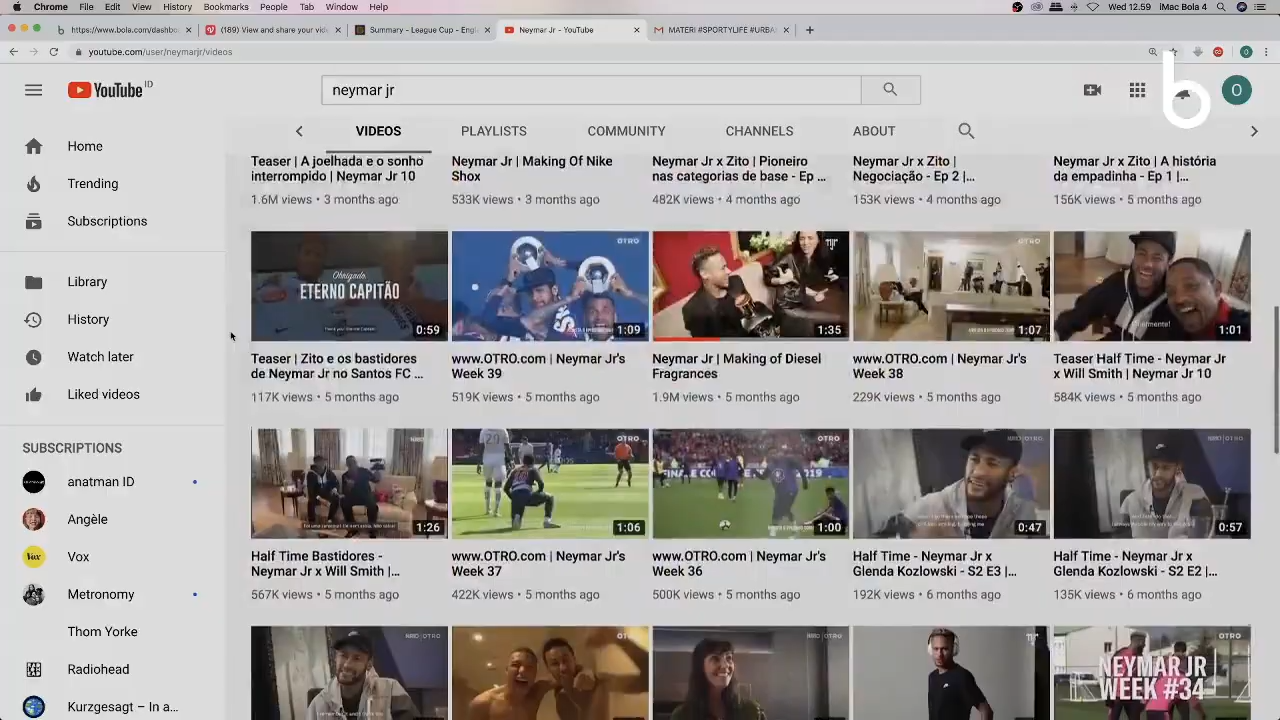 Chrome File Edit View History Bookmarks People Tab Window Help
Wed 12.59 iMac Bola 4
https://www.bola.com/dashbo
(189) View and share your vid
Summary - League Cup - Engl
Neymar Jr - YouTube
MATERI #SPORTYLIFE #URBA
youtube.com/user/neymarjr/videos
YouTube ID
neymar jr
b
O
VIDEOS PLAYLISTS COMMUNITY CHANNELS ABOUT
Home
Trending
Subscriptions
Library
History
Watch later
Liked videos
SUBSCRIPTIONS
anatman ID
Angèle
Vox
Metronomy
Thom Yorke
Radiohead
Kurzgesagt – In a...
Teaser | A joelhada e o sonho
interrompido | Neymar Jr 10
1.6M views • 3 months ago
Neymar Jr | Making Of Nike
Shox
533K views • 3 months ago
Neymar Jr x Zito | Pioneiro
nas categorias de base - Ep ...
482K views • 4 months ago
Neymar Jr x Zito |
Negociação - Ep 2 |...
153K views • 4 months ago
Neymar Jr x Zito | A história
da empadinha - Ep 1 |...
156K views • 5 months ago
Obrigado,
ETERNO CAPITÃO
0:59
Teaser | Zito e os bastidores
de Neymar Jr no Santos FC ...
117K views • 5 months ago
OTRO
1:09
www.OTRO.com | Neymar Jr's
Week 39
519K views • 5 months ago
1:35
Neymar Jr | Making of Diesel
Fragrances
1.9M views • 5 months ago
OTRO
1:07
www.OTRO.com | Neymar Jr's
Week 38
229K views • 5 months ago
1:01
Teaser Half Time - Neymar Jr
x Will Smith | Neymar Jr 10
584K views • 5 months ago
1:26
Half Time Bastidores -
Neymar Jr x Will Smith |...
567K views • 5 months ago
OTRO
1:06
www.OTRO.com | Neymar Jr's
Week 37
422K views • 5 months ago
OTRO
1:00
www.OTRO.com | Neymar Jr's
Week 36
500K views • 5 months ago
0:47
Half Time - Neymar Jr x
Glenda Kozlowski - S2 E3 |...
192K views • 6 months ago
0:57
Half Time - Neymar Jr x
Glenda Kozlowski - S2 E2 |...
135K views • 6 months ago
OTRO
NEYMAR JR
WEEK #34